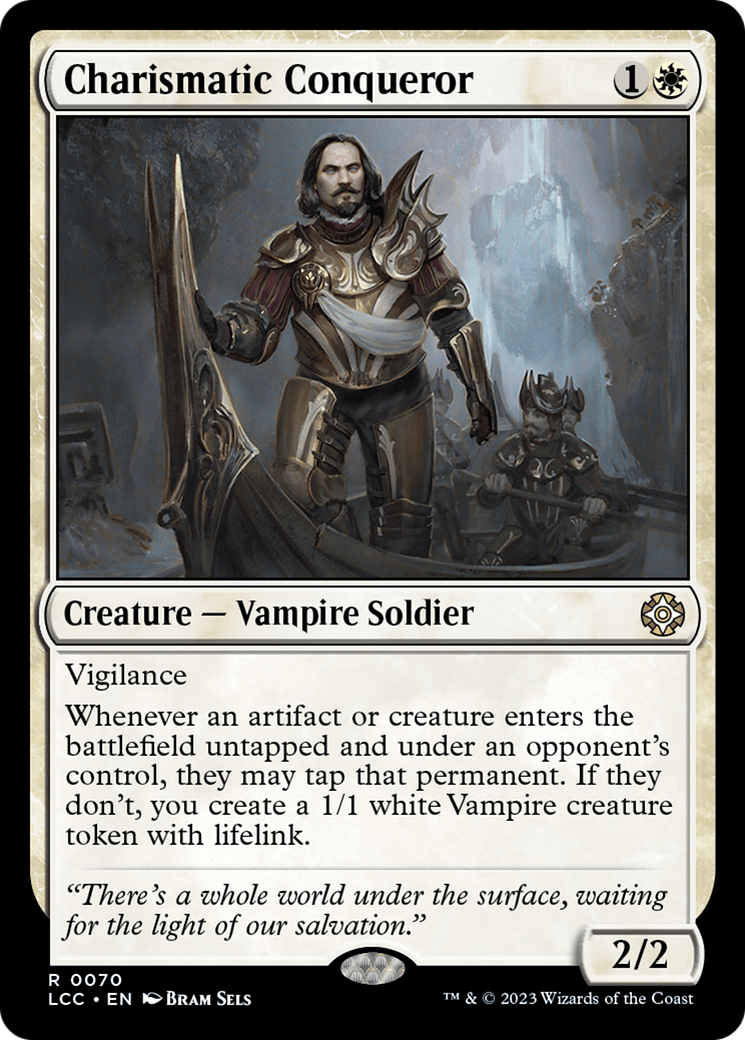 Charismatic Conqueror 1
Creature — Vampire Soldier
Vigilance
Whenever an artifact or creature enters the
battlefield untapped and under an opponent's
control, they may tap that permanent. If they
don't, you create a 1/1 white Vampire creature
token with lifelink.
"There's a whole world under the surface, waiting
for the light of our salvation."
2/2
R 0070
LCC • EN Bram Sels
™ & © 2023 Wizards of the Coast